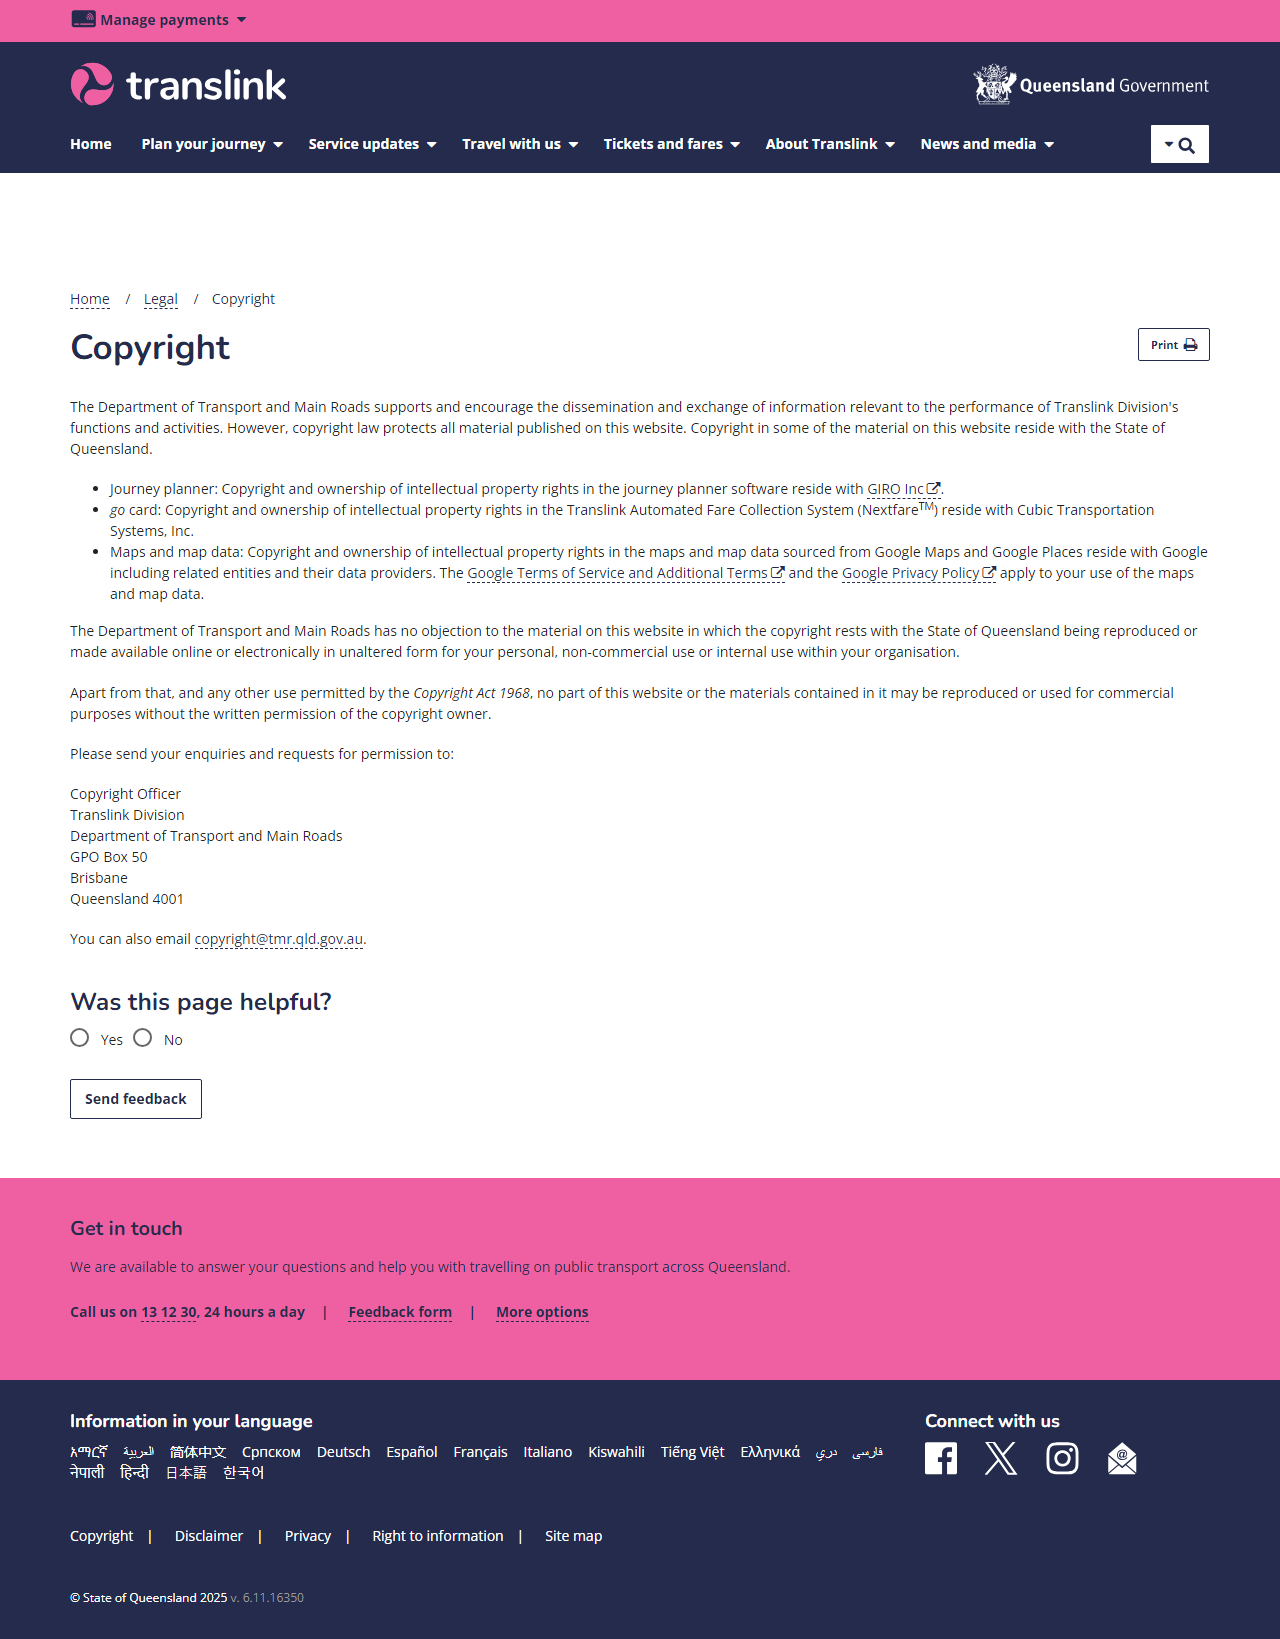 Manage payments
translink
Queensland Government
Home Plan your journey Service updates Travel with us Tickets and fares About Translink News and media
Home / Legal / Copyright
Copyright
Print
The Department of Transport and Main Roads supports and encourage the dissemination and exchange of information relevant to the performance of Translink Division's
functions and activities. However, copyright law protects all material published on this website. Copyright in some of the material on this website reside with the State of
Queensland.
• Journey planner: Copyright and ownership of intellectual property rights in the journey planner software reside with GIRO Inc.
• go card: Copyright and ownership of intellectual property rights in the Translink Automated Fare Collection System (NextfareTM) reside with Cubic Transportation
Systems, Inc.
• Maps and map data: Copyright and ownership of intellectual property rights in the maps and map data sourced from Google Maps and Google Places reside with Google
including related entities and their data providers. The Google Terms of Service and Additional Terms and the Google Privacy Policy apply to your use of the maps
and map data.
The Department of Transport and Main Roads has no objection to the material on this website in which the copyright rests with the State of Queensland being reproduced or
made available online or electronically in unaltered form for your personal, non-commercial use or internal use within your organisation.
Apart from that, and any other use permitted by the Copyright Act 1968, no part of this website or the materials contained in it may be reproduced or used for commercial
purposes without the written permission of the copyright owner.
Please send your enquiries and requests for permission to:
Copyright Officer
Translink Division
Department of Transport and Main Roads
GPO Box 50
Brisbane
Queensland 4001
You can also email copyright@tmr.qld.gov.au.
Was this page helpful?
Yes No
Send feedback
Get in touch
We are available to answer your questions and help you with travelling on public transport across Queensland.
Call us on 13 12 30, 24 hours a day | Feedback form | More options
Information in your language
አማርኛ العربية 简体中文 Српском Deutsch Español Français Italiano Kiswahili Tiếng Việt Ελληνικά دري فارسی
नेपाली हिन्दी 日本語 한국어
Connect with us
Copyright | Disclaimer | Privacy | Right to information | Site map
© State of Queensland 2025 v. 6.11.16350